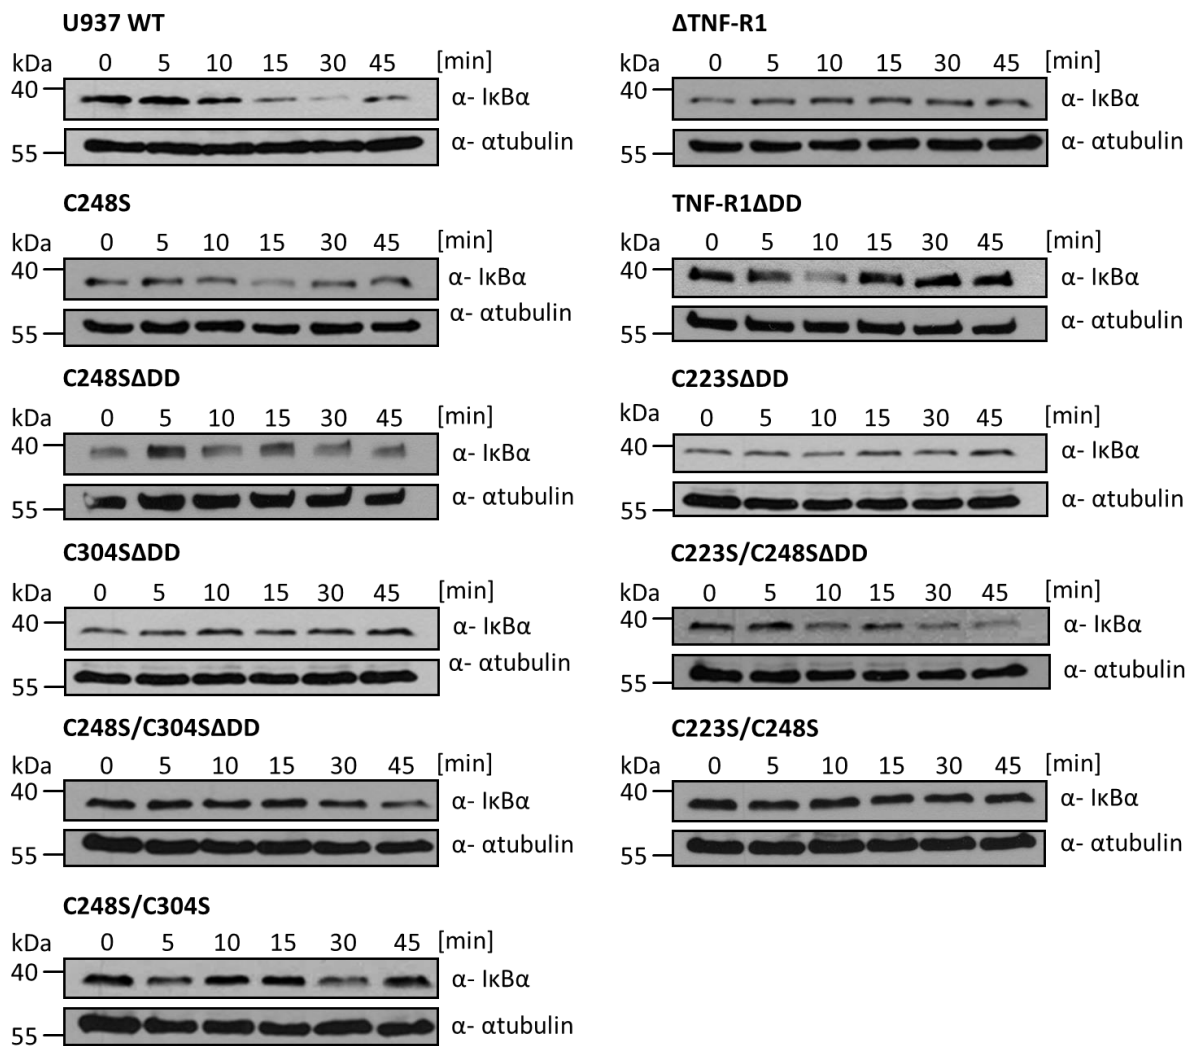 U937 WT
kDa 0 5 10 15 30 45 [min]
40 α- IκBα
55 α- αtubulin
ΔTNF-R1
kDa 0 5 10 15 30 45 [min]
40 α- IκBα
55 α- αtubulin
C248S
kDa 0 5 10 15 30 45 [min]
40 α- IκBα
55 α- αtubulin
TNF-R1ΔDD
kDa 0 5 10 15 30 45 [min]
40 α- IκBα
55 α- αtubulin
C248SΔDD
kDa 0 5 10 15 30 45 [min]
40 α- IκBα
55 α- αtubulin
C223SΔDD
kDa 0 5 10 15 30 45 [min]
40 α- IκBα
55 α- αtubulin
C304SΔDD
kDa 0 5 10 15 30 45 [min]
40 α- IκBα
55 α- αtubulin
C223S/C248SΔDD
kDa 0 5 10 15 30 45 [min]
40 α- IκBα
55 α- αtubulin
C248S/C304SΔDD
kDa 0 5 10 15 30 45 [min]
40 α- IκBα
55 α- αtubulin
C223S/C248S
kDa 0 5 10 15 30 45 [min]
40 α- IκBα
55 α- αtubulin
C248S/C304S
kDa 0 5 10 15 30 45 [min]
40 α- IκBα
55 α- αtubulin